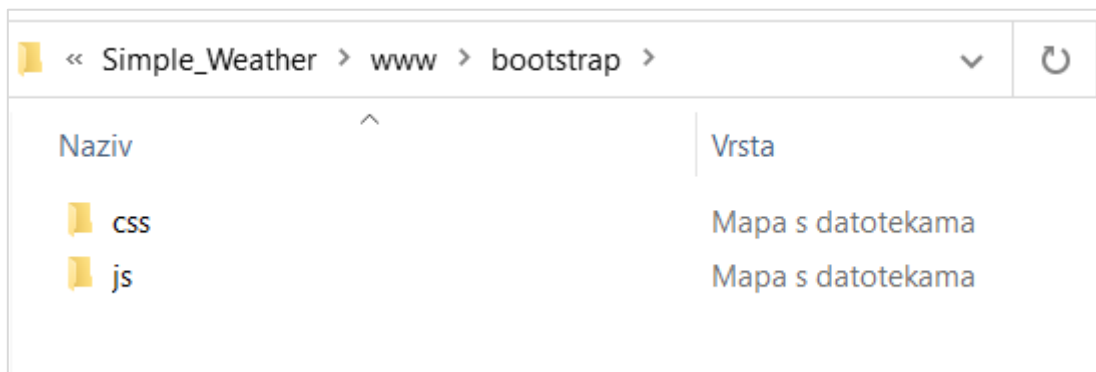 « Simple_Weather > www > bootstrap >
Naziv Vrsta
css Mapa s datotekama
js Mapa s datotekama